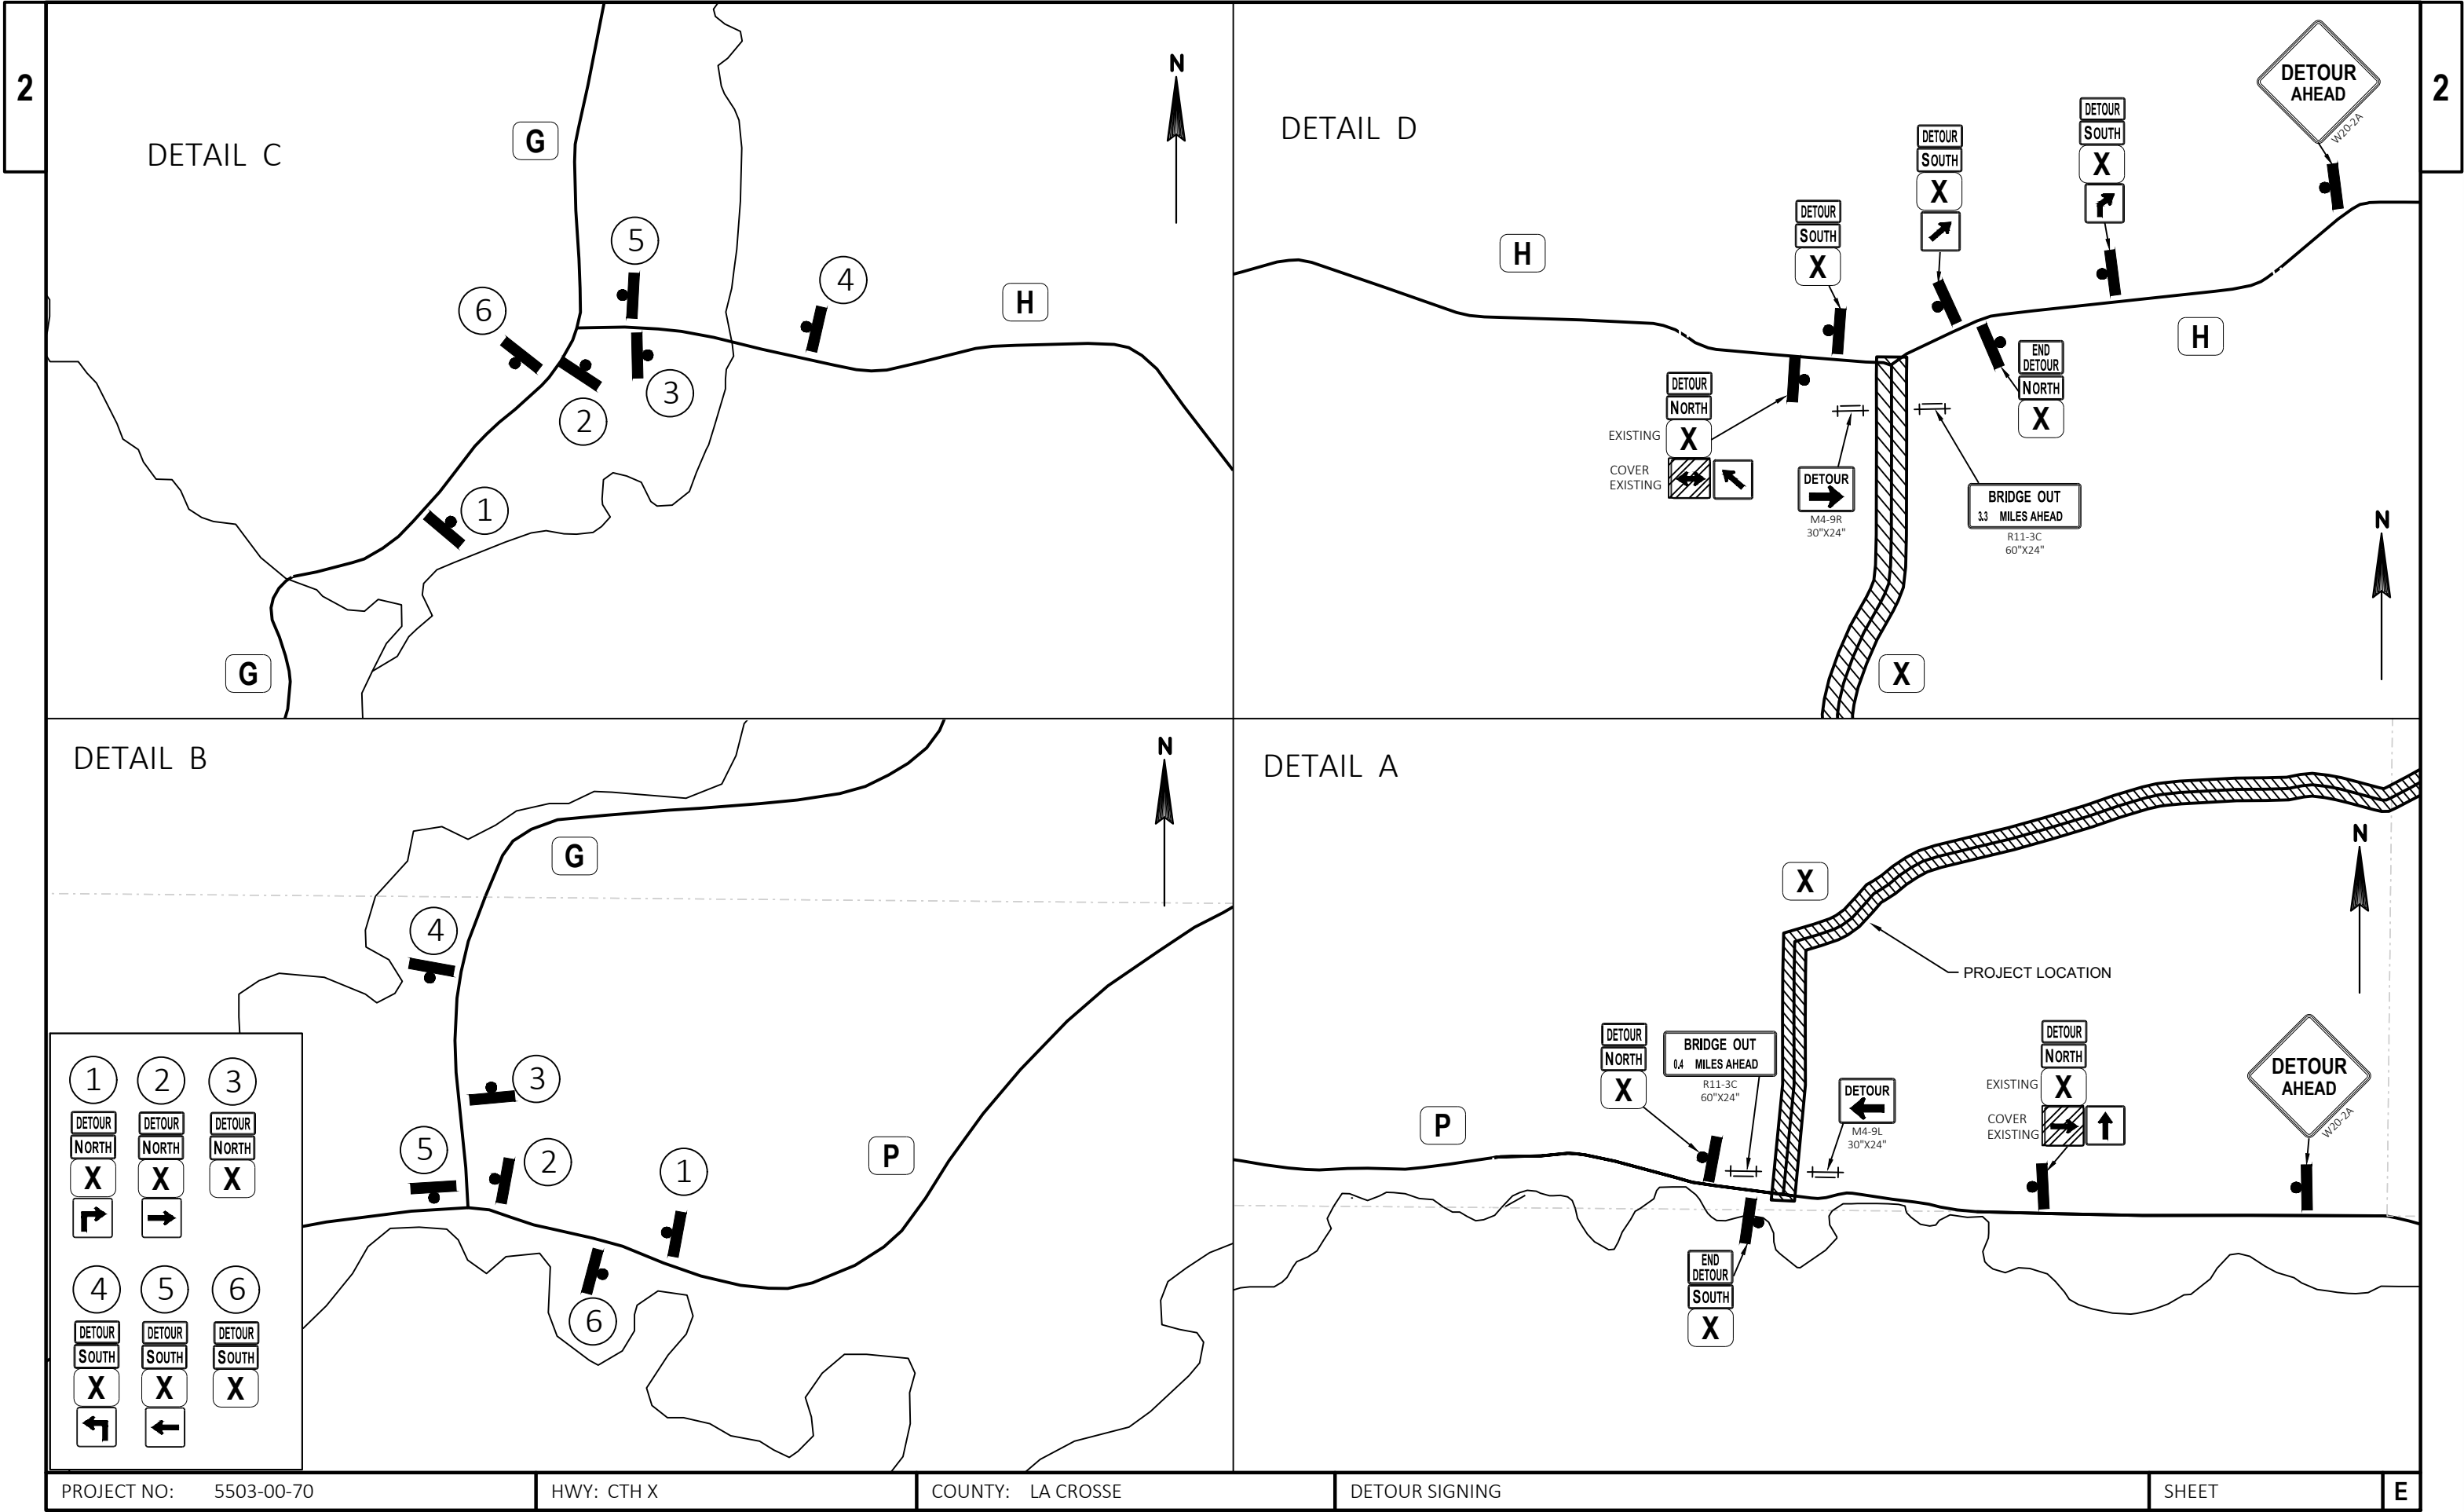 2
2
DETAIL C
G
N
5
4
6
H
3
2
1
G
DETAIL D
DETOUR
AHEAD
W20-2A
DETOUR
SOUTH
X
DETOUR
SOUTH
X
DETOUR
SOUTH
X
H
H
END
DETOUR
NORTH
X
DETOUR
NORTH
EXISTING
X
COVER
EXISTING
DETOUR
M4-9R
30"X24"
BRIDGE OUT
3.3 MILES AHEAD
R11-3C
60"X24"
N
X
DETAIL B
N
G
4
3
5
2
1
P
6
1
2
3
DETOUR
NORTH
X
DETOUR
NORTH
X
DETOUR
NORTH
X
4
5
6
DETOUR
SOUTH
X
DETOUR
SOUTH
X
DETOUR
SOUTH
X
DETAIL A
X
N
PROJECT LOCATION
DETOUR
NORTH
X
BRIDGE OUT
0.4 MILES AHEAD
R11-3C
60"X24"
DETOUR
M4-9L
30"X24"
DETOUR
NORTH
EXISTING
X
COVER
EXISTING
DETOUR
AHEAD
W20-2A
P
END
DETOUR
SOUTH
X
PROJECT NO: 5503-00-70
HWY: CTH X
COUNTY: LA CROSSE
DETOUR SIGNING
SHEET
E